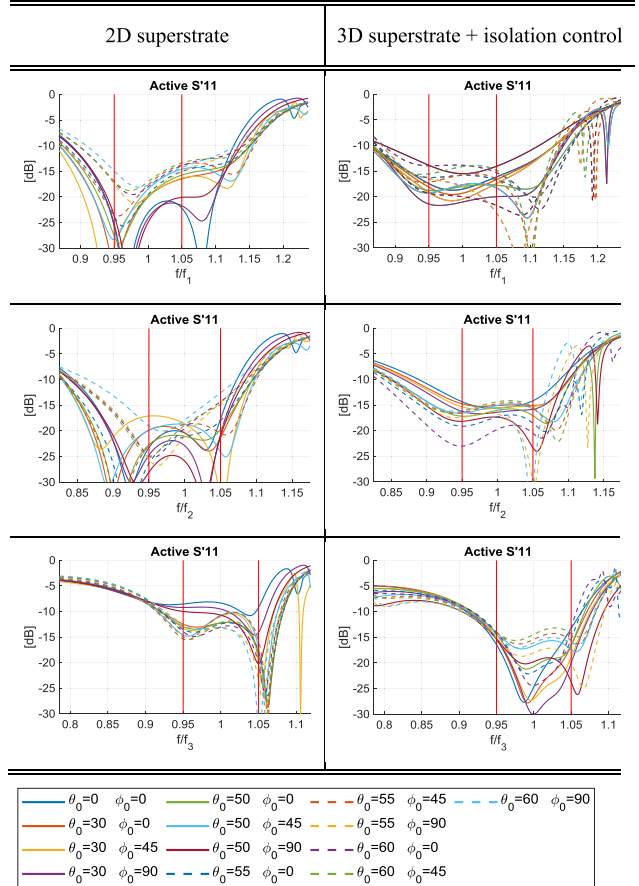 2D superstrate 3D superstrate + isolation control
Active S'11 Active S'11
0 0
-5 -5
-10 -10
-15 -15
-20 -20
-25 -25
-30 -30
[dB] [dB]
0.9 0.95 1 1.05 1.1 1.15 1.2 0.9 0.95 1 1.05 1.1 1.15 1.2
f/f1 f/f1
Active S'11 Active S'11
0 0
-5 -5
-10 -10
-15 -15
-20 -20
-25 -25
-30 -30
[dB] [dB]
0.85 0.9 0.95 1 1.05 1.1 1.15 0.85 0.9 0.95 1 1.05 1.1 1.15
f/f2 f/f2
Active S'11 Active S'11
0 0
-5 -5
-10 -10
-15 -15
-20 -20
-25 -25
-30 -30
[dB] [dB]
0.8 0.85 0.9 0.95 1 1.05 1.1 0.8 0.85 0.9 0.95 1 1.05 1.1
f/f3 f/f3
θ0=0 ϕ0=0 θ0=50 ϕ0=0 θ0=55 ϕ0=45 θ0=60 ϕ0=90
θ0=30 ϕ0=0 θ0=50 ϕ0=45 θ0=55 ϕ0=90
θ0=30 ϕ0=45 θ0=50 ϕ0=90 θ0=60 ϕ0=0
θ0=30 ϕ0=90 θ0=55 ϕ0=0 θ0=60 ϕ0=45